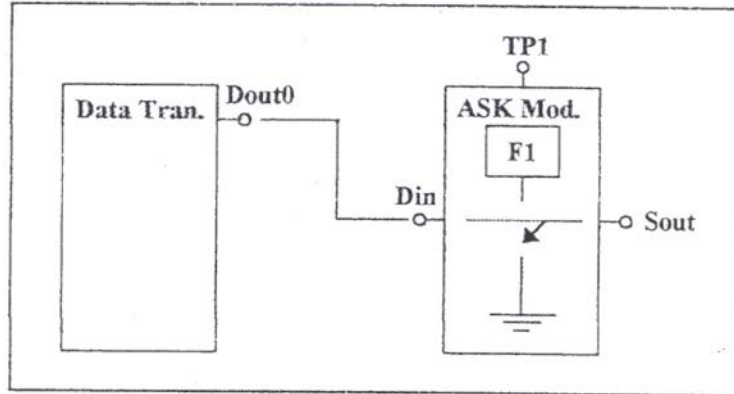 TP1
Data Tran.
Dout0
ASK Mod.
F1
Din
Sout